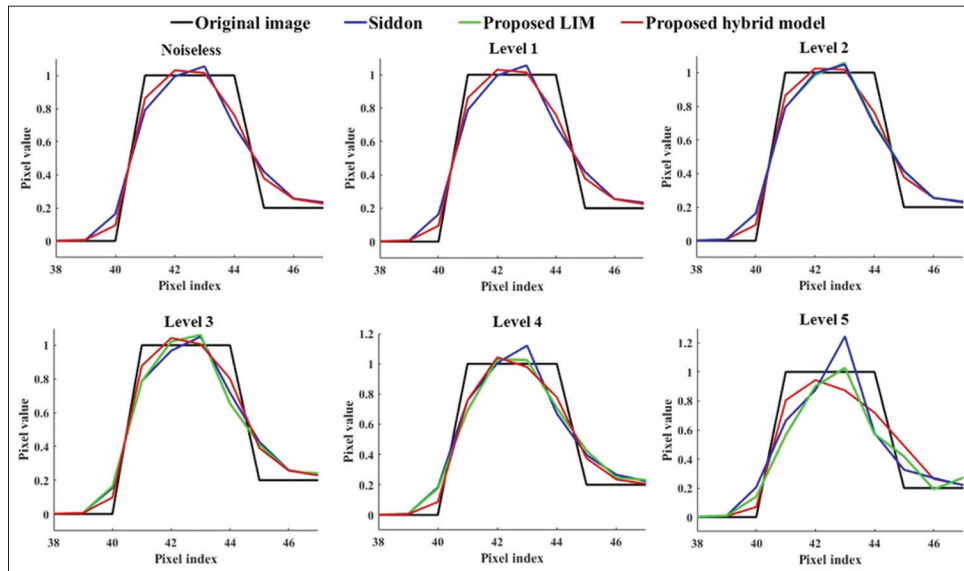 Original image Siddon Proposed LIM Proposed hybrid model
Noiseless
Pixel value
1
0.8
0.6
0.4
0.2
0
38 40 42 44 46
Pixel index
Level 1
Pixel value
1
0.8
0.6
0.4
0.2
0
38 40 42 44 46
Pixel index
Level 2
Pixel value
1
0.8
0.6
0.4
0.2
0
38 40 42 44 46
Pixel index
Level 3
Pixel value
1
0.8
0.6
0.4
0.2
0
38 40 42 44 46
Pixel index
Level 4
Pixel value
1.2
1
0.8
0.6
0.4
0.2
0
38 40 42 44 46
Pixel index
Level 5
Pixel value
1.2
1
0.8
0.6
0.4
0.2
0
38 40 42 44 46
Pixel index